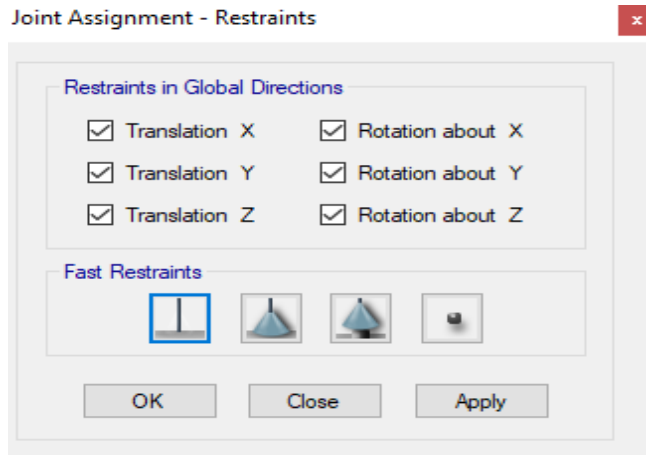 Joint Assignment - Restraints
x
Restraints in Global Directions
Translation X
Rotation about X
Translation Y
Rotation about Y
Translation Z
Rotation about Z
Fast Restraints
OK
Close
Apply